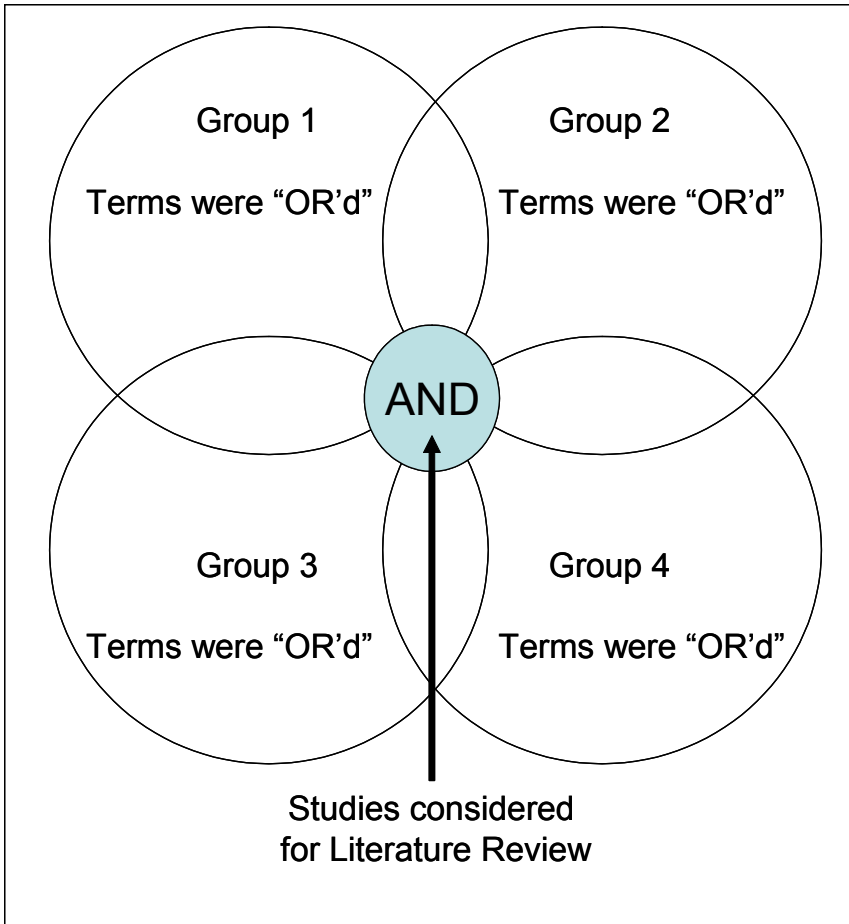 Group 1
Terms were “OR'd”
Group 2
Terms were “OR'd”
AND
Group 3
Terms were “OR'd”
Group 4
Terms were “OR'd”
Studies considered
for Literature Review